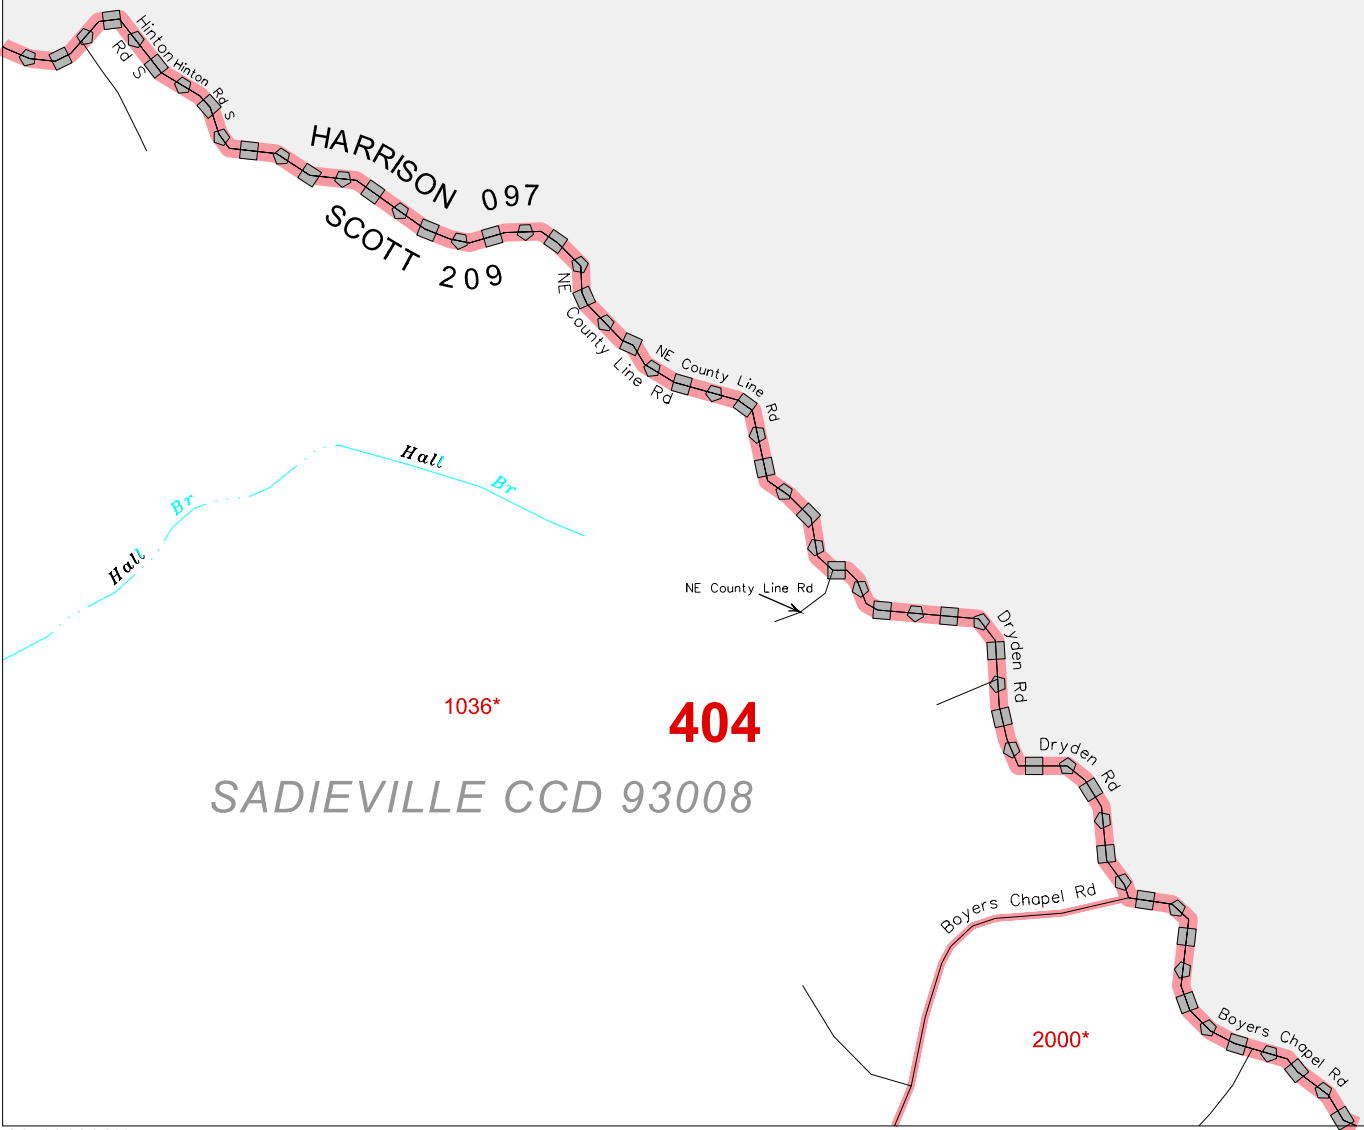 Hinton
Rd S
Hinton Rd S
HARRISON 097
SCOTT 209
NE County Line Rd
NE County Line Rd
Hall Br
Hall Br
NE County Line Rd
Dryden Rd
1036*
404
Dryden Rd
SADIEVILLE CCD 93008
Boyers Chapel Rd
2000*
Boyers Chapel Rd